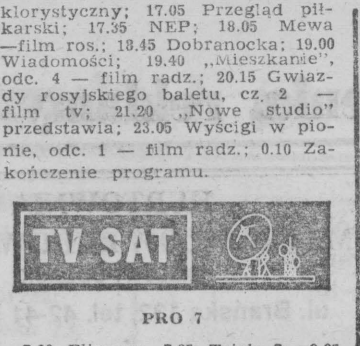 klorystyczny; 17.05 Przegląd pił-
karski; 17.35 NEP; 18.05 Mewa
—film ros.; 18.45 Dobranocka; 19.00
Wiadomości; 19.40 „Mieszkanie”,
odc. 4 — film radz.; 20.15 Gwiaz-
dy rosyjskiego baletu, cz. 2 —
film tv; 21.20 „Nowe studio”
przedstawia; 23.05 Wyścigi w pio-
nie, odc. 1 — film radz.; 0.10 Za-
kończenie programu.
TV SAT
PRO 7